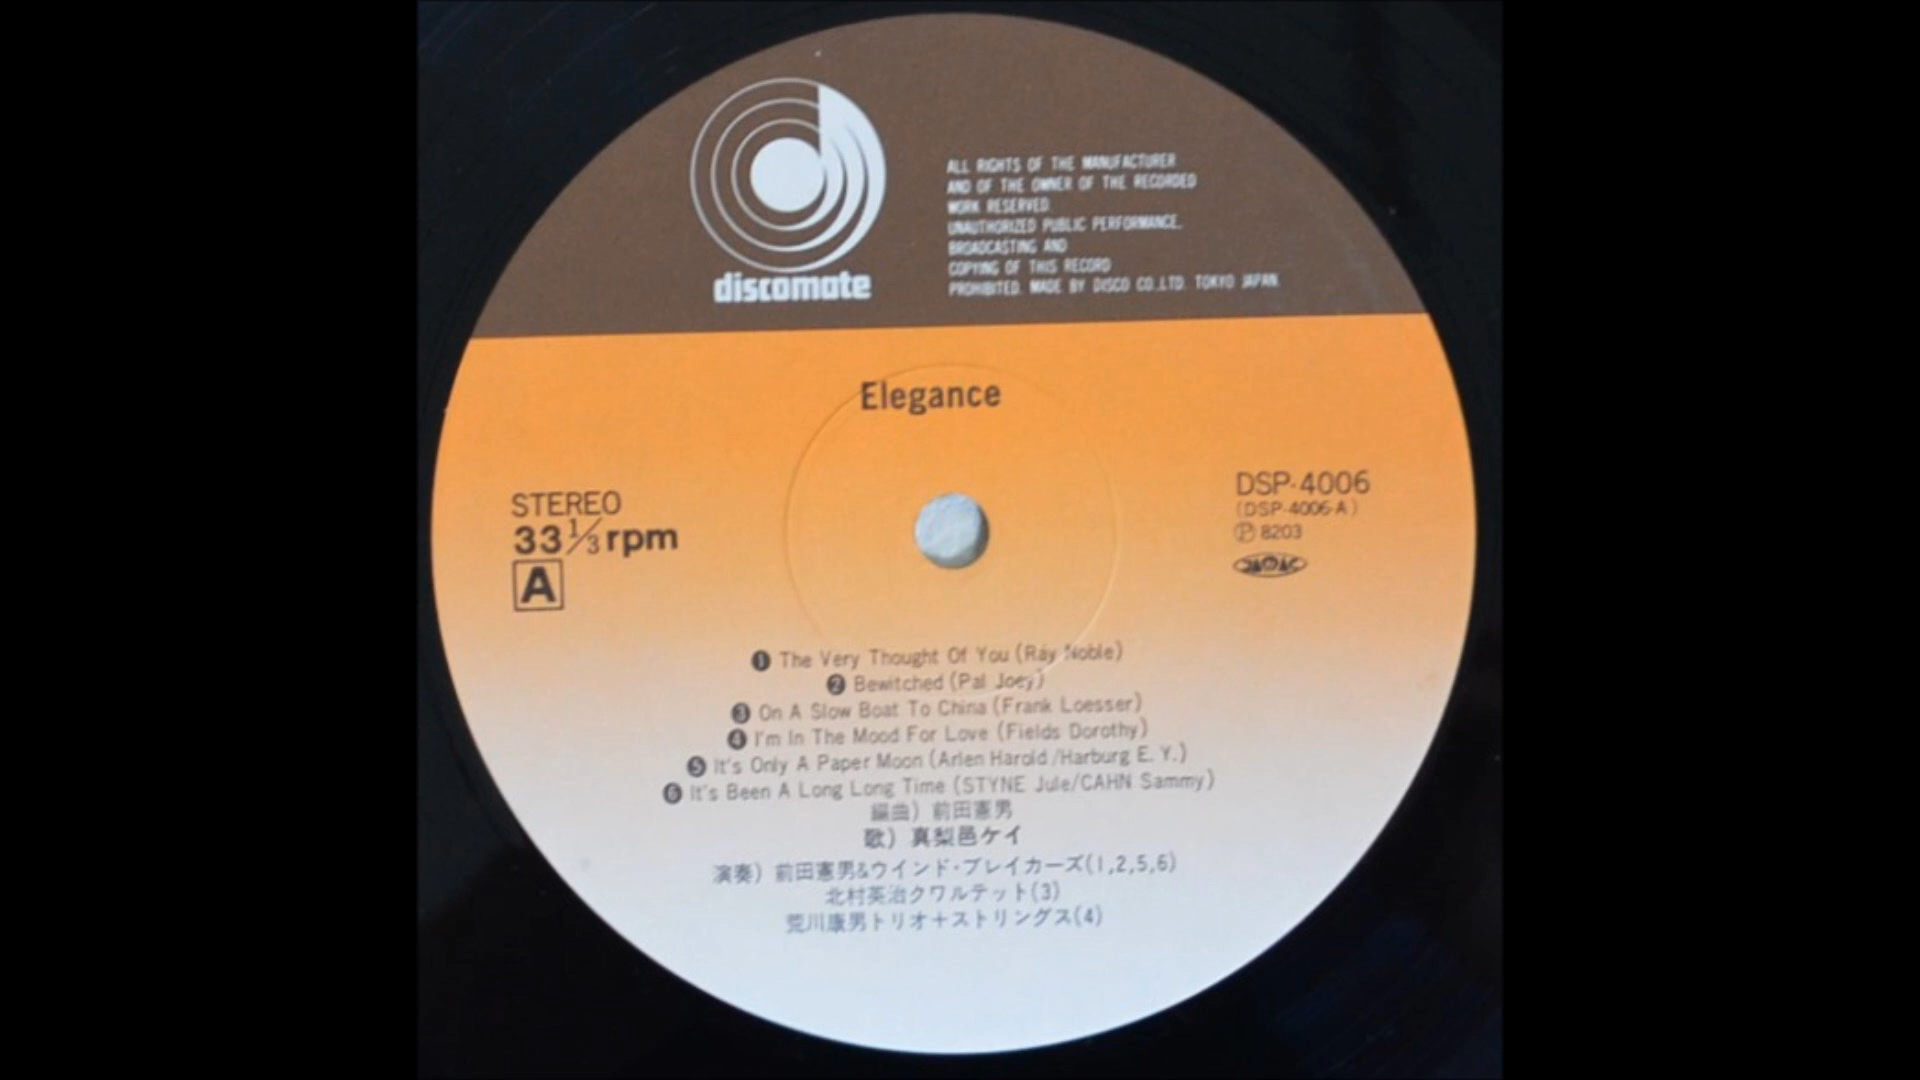 discomate
ALL RIGHTS OF THE MANUFACTURER
AND OF THE OWNER OF THE RECORDED
WORK RESERVED.
UNAUTHORIZED PUBLIC PERFORMANCE,
BROADCASTING AND
COPYING OF THIS RECORD
PROHIBITED. MADE BY DISCO CO.,LTD. TOKYO JAPAN
Elegance
STEREO
33 1/3 rpm
A
DSP-4006
(DSP-4006-A)
Ⓟ 8203
❶ The Very Thought Of You (Ray Noble)
❷ Bewitched (Pal Joey)
❸ On A Slow Boat To China (Frank Loesser)
❹ I'm In The Mood For Love (Fields Dorothy)
❺ It's Only A Paper Moon (Arlen Harold/Harburg E. Y.)
❻ It's Been A Long Long Time (STYNE Jule/CAHN Sammy)
編曲) 前田憲男
歌) 真梨邑ケイ
演奏) 前田憲男&ウインド・ブレイカーズ(1,2,5,6)
北村英治クワルテット(3)
荒川康男トリオ+ストリングス(4)